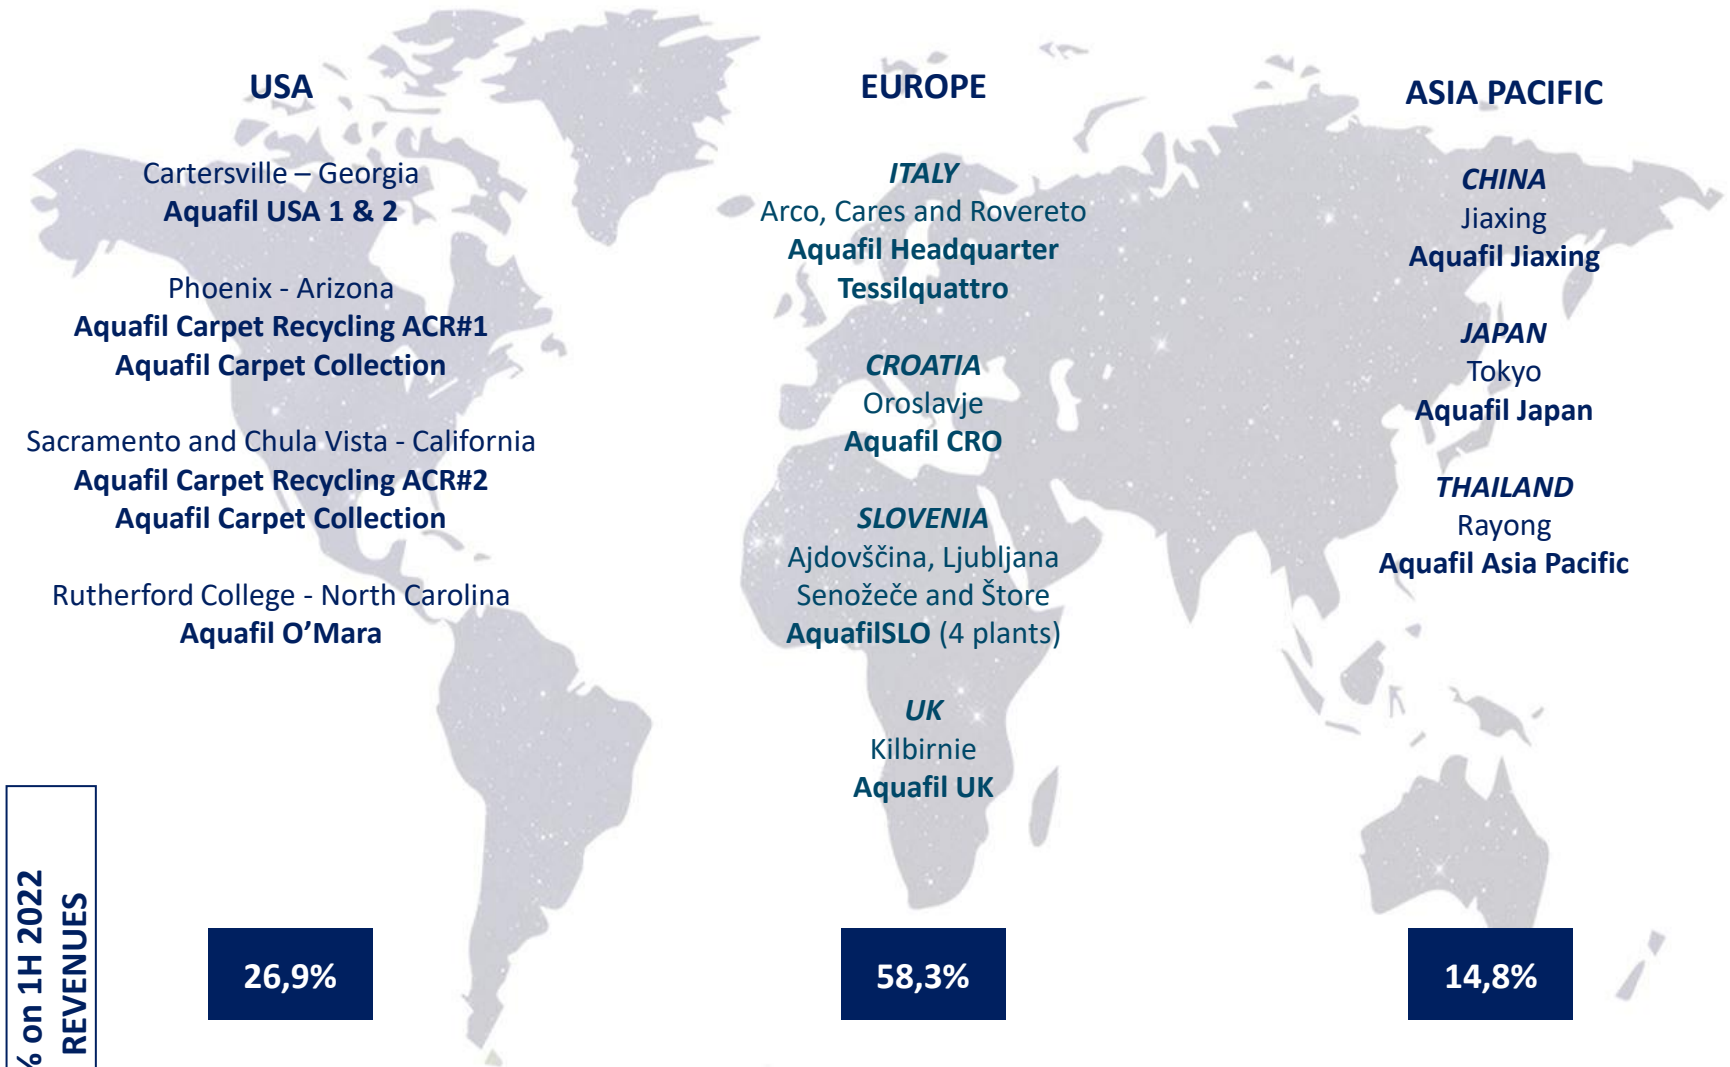 USA
Cartersville – Georgia
Aquafil USA 1 & 2
Phoenix - Arizona
Aquafil Carpet Recycling ACR#1
Aquafil Carpet Collection
Sacramento and Chula Vista - California
Aquafil Carpet Recycling ACR#2
Aquafil Carpet Collection
Rutherford College - North Carolina
Aquafil O’Mara
EUROPE
ITALY
Arco, Cares and Rovereto
Aquafil Headquarter
Tessilquattro
CROATIA
Oroslavje
Aquafil CRO
SLOVENIA
Ajdovščina, Ljubljana
Senožeče and Štore
AquafilSLO (4 plants)
UK
Kilbirnie
Aquafil UK
ASIA PACIFIC
CHINA
Jiaxing
Aquafil Jiaxing
JAPAN
Tokyo
Aquafil Japan
THAILAND
Rayong
Aquafil Asia Pacific
% on 1H 2022
REVENUES
26,9%
58,3%
14,8%